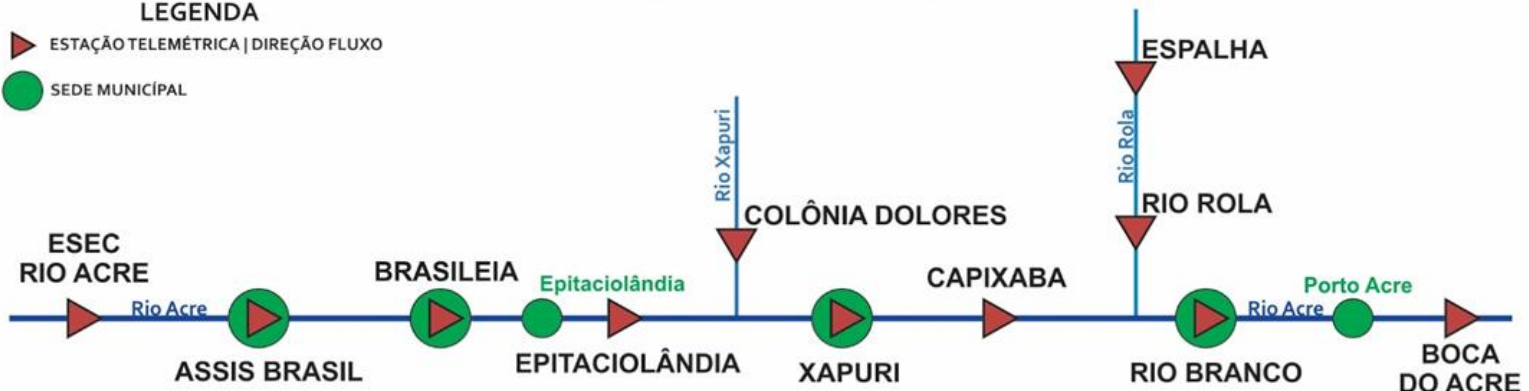 LEGENDA
ESTAÇÃO TELEMÉTRICA | DIREÇÃO FLUXO
SEDE MUNICÍPAL
ESPALHA
Rio Xapuri
Rio Rola
COLÔNIA DOLORES
RIO ROLA
ESEC
RIO ACRE
BRASILEIA
Epitaciolândia
CAPIXABA
Porto Acre
Rio Acre
Rio Acre
ASSIS BRASIL
EPITACIOLÂNDIA
XAPURI
RIO BRANCO
BOCA
DO ACRE